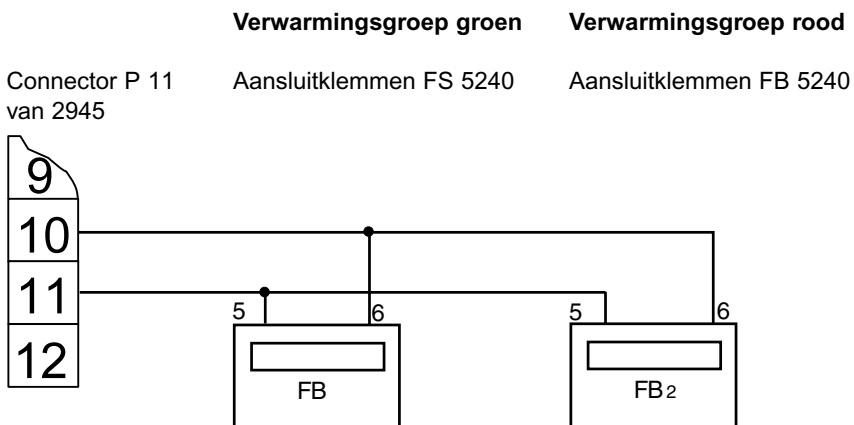 Verwarmingsgroep groen
Verwarmingsgroep rood
Connector P 11
van 2945
Aansluitklemmen FS 5240
Aansluitklemmen FB 5240
9
10
11
12
5
6
5
6
FB
FB2